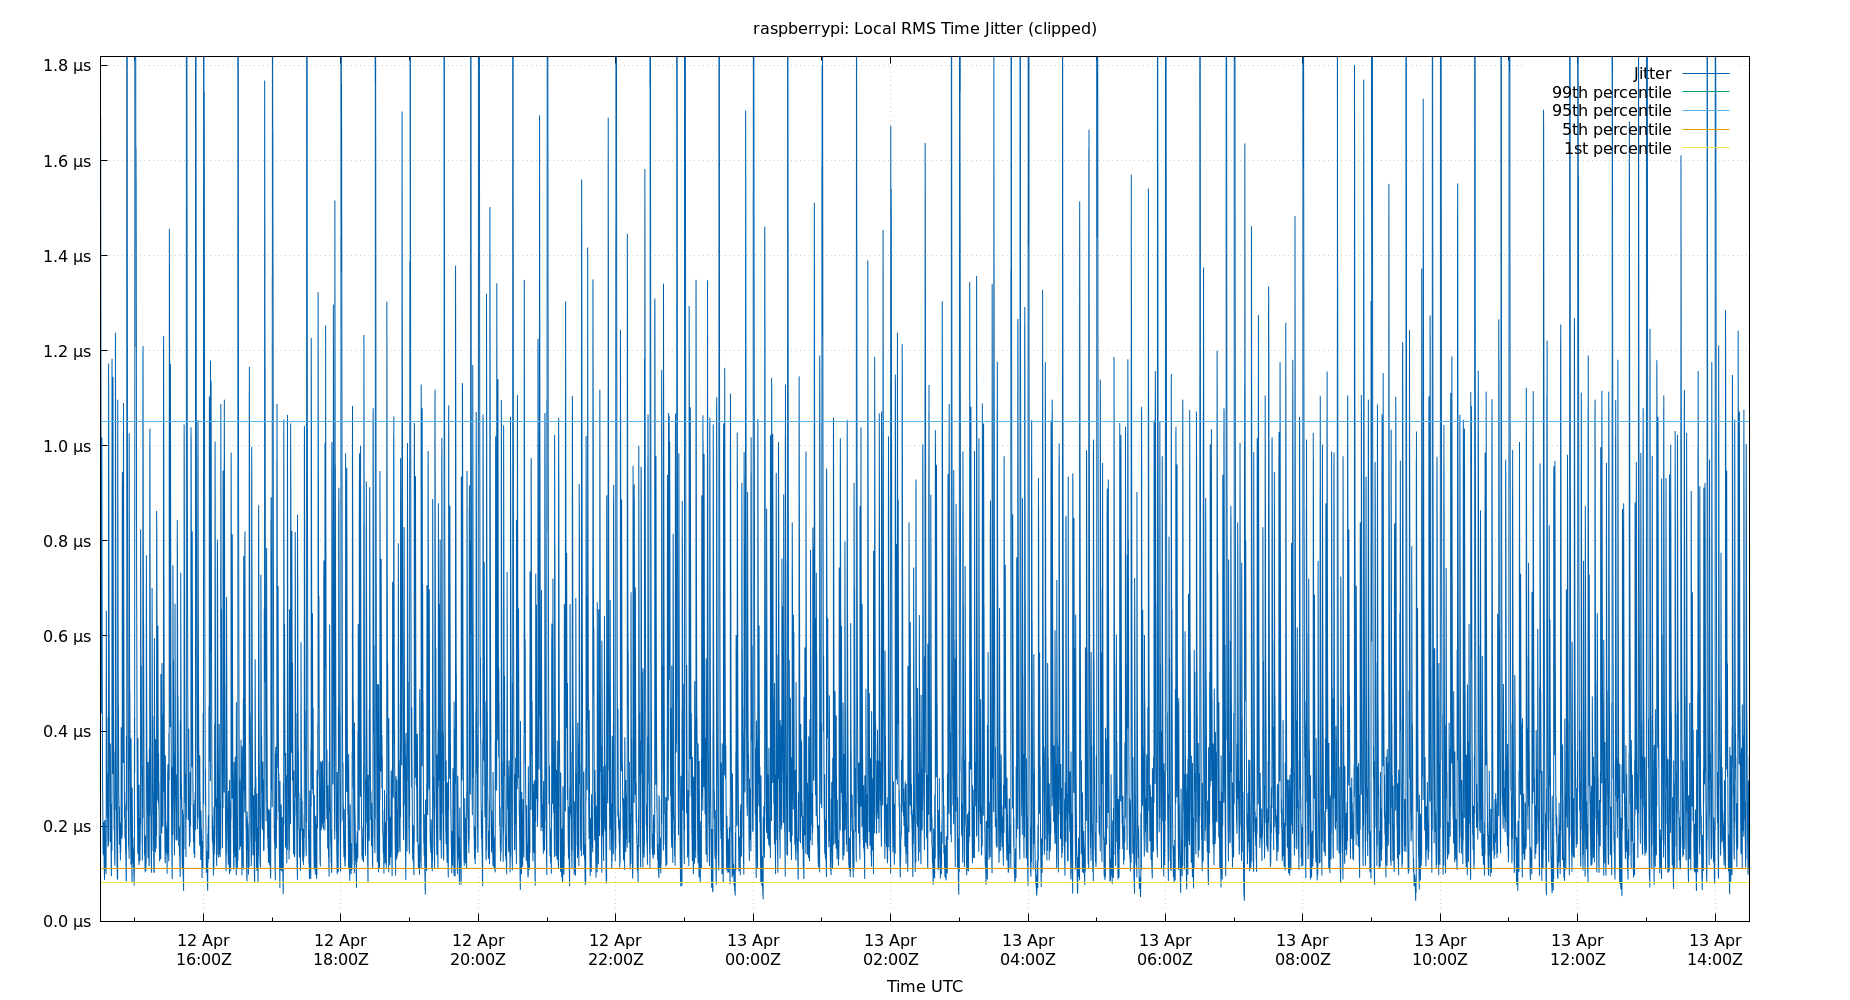 raspberrypi: Local RMS Time Jitter (clipped)
1.8 µs
1.6 µs
1.4 µs
1.2 µs
1.0 µs
0.8 µs
0.6 µs
0.4 µs
0.2 µs
0.0 µs
Jitter
99th percentile
95th percentile
5th percentile
1st percentile
12 Apr 12 Apr 12 Apr 12 Apr 13 Apr 13 Apr 13 Apr 13 Apr 13 Apr 13 Apr 13 Apr 13 Apr
16:00Z 18:00Z 20:00Z 22:00Z 00:00Z 02:00Z 04:00Z 06:00Z 08:00Z 10:00Z 12:00Z 14:00Z
Time UTC